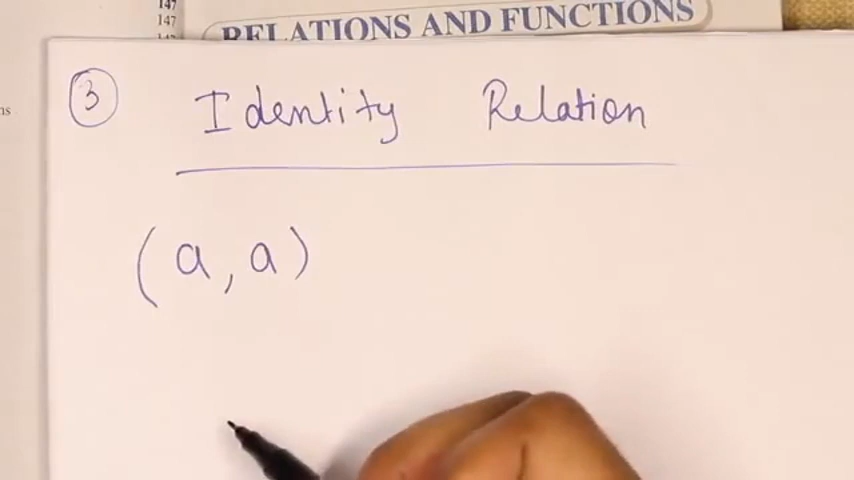 147
147
RELATIONS AND FUNCTIONS
3 Identity Relation
(a, a)